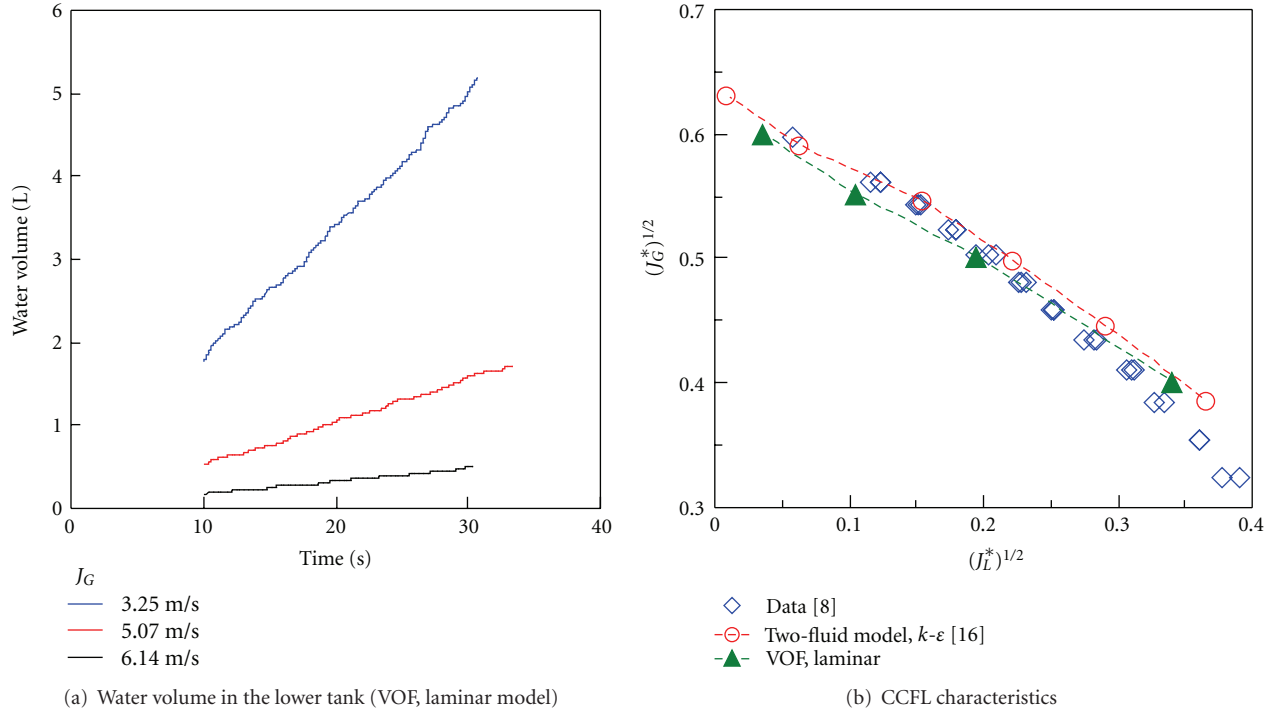 6
5
4
3
2
1
0
Water volume (L)
0
10
20
30
40
Time (s)
J_G
3.25 m/s
5.07 m/s
6.14 m/s
(a) Water volume in the lower tank (VOF, laminar model)
0.7
0.6
0.5
0.4
0.3
(J_G^*)^{1/2}
0
0.1
0.2
0.3
0.4
(J_L^*)^{1/2}
Data [8]
Two-fluid model, k-ε [16]
VOF, laminar
(b) CCFL characteristics